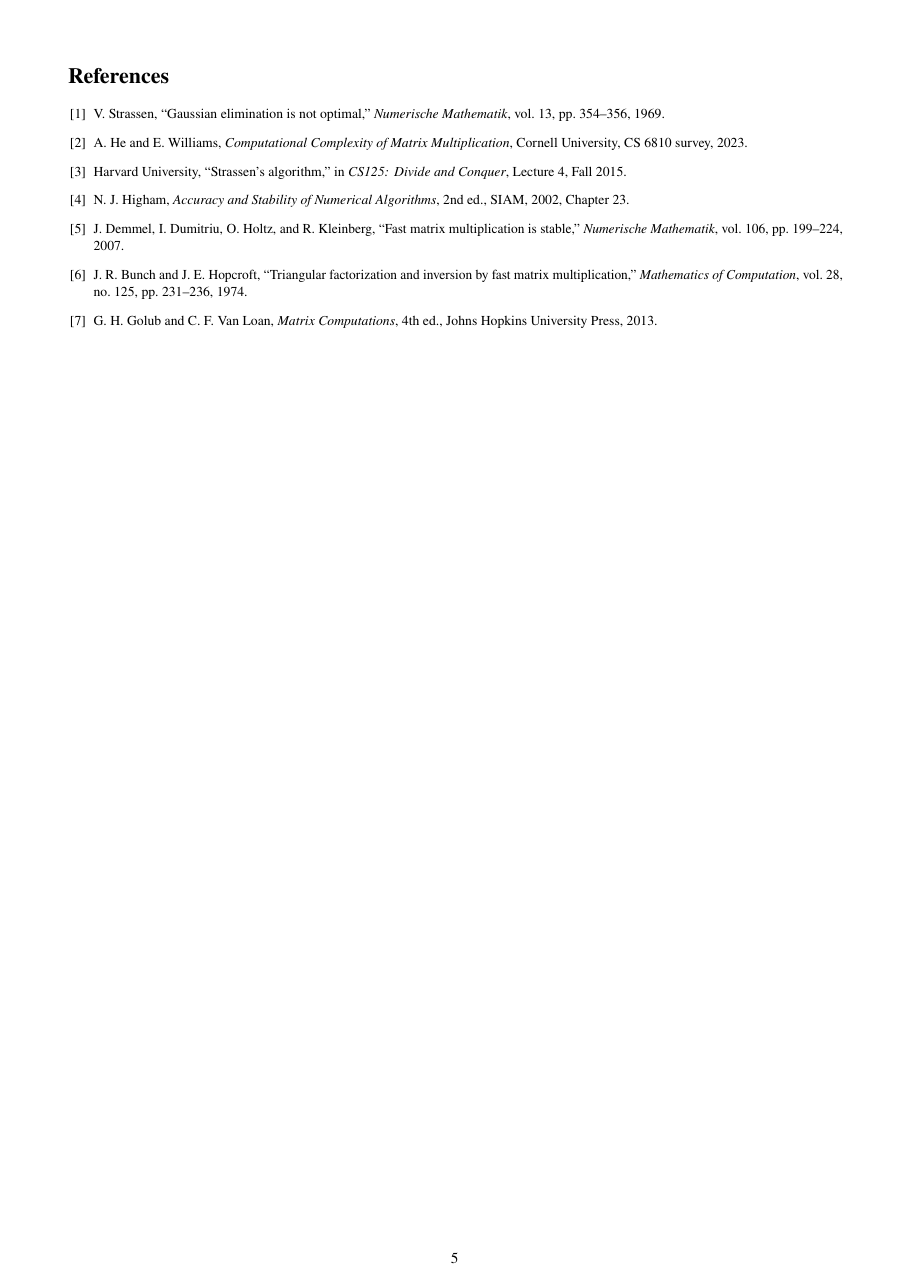 References
[1] V. Strassen, “Gaussian elimination is not optimal,” Numerische Mathematik, vol. 13, pp. 354–356, 1969.
[2] A. He and E. Williams, Computational Complexity of Matrix Multiplication, Cornell University, CS 6810 survey, 2023.
[3] Harvard University, “Strassen’s algorithm,” in CS125: Divide and Conquer, Lecture 4, Fall 2015.
[4] N. J. Higham, Accuracy and Stability of Numerical Algorithms, 2nd ed., SIAM, 2002, Chapter 23.
[5] J. Demmel, I. Dumitriu, O. Holtz, and R. Kleinberg, “Fast matrix multiplication is stable,” Numerische Mathematik, vol. 106, pp. 199–224,
2007.
[6] J. R. Bunch and J. E. Hopcroft, “Triangular factorization and inversion by fast matrix multiplication,” Mathematics of Computation, vol. 28,
no. 125, pp. 231–236, 1974.
[7] G. H. Golub and C. F. Van Loan, Matrix Computations, 4th ed., Johns Hopkins University Press, 2013.
5